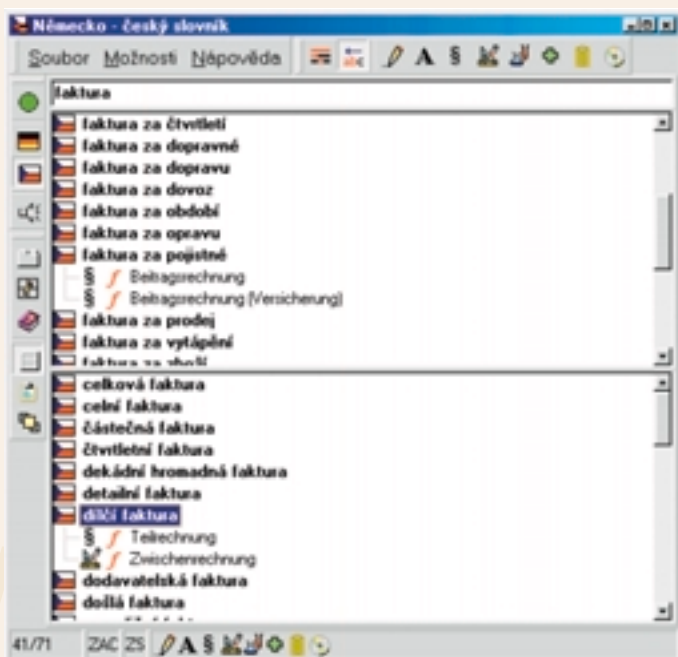 Německo - český slovník
Soubor Možnosti Nápověda
faktura
faktura za čtvrtletí
faktura za dopravné
faktura za dopravu
faktura za dovoz
faktura za období
faktura za opravu
faktura za pojistné
§ f Beitragsrechnung
§ f Beitragsrechnung (Versicherung)
faktura za prodej
faktura za vytápění
faktura za zboží
celková faktura
celní faktura
částečná faktura
čtvrtletní faktura
dekádní hromadná faktura
detailní faktura
dílčí faktura
§ f Teilrechnung
f Zwischenrechnung
dodavatelská faktura
došlá faktura
41/71 ZAC ZS A §